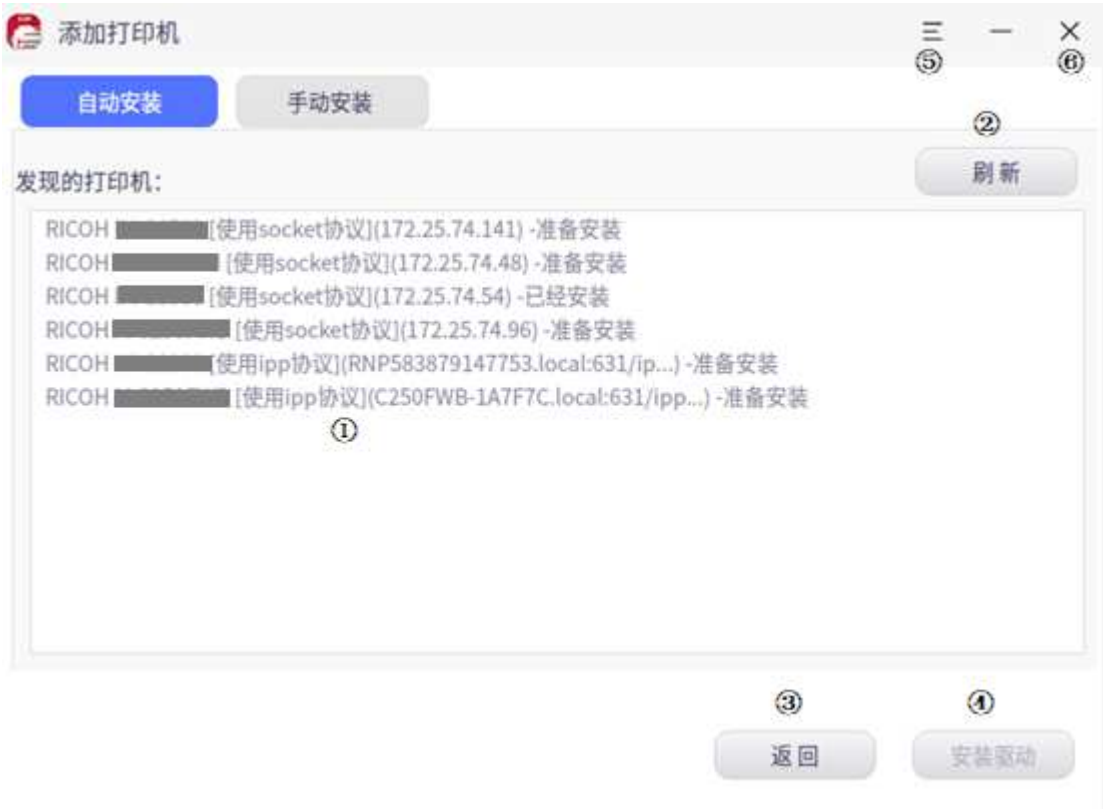 添加打印机
⑤
⑥
自动安装
手动安装
②
刷新
发现的打印机:
RICOH [使用socket协议](172.25.74.141) -准备安装
RICOH [使用socket协议](172.25.74.48) -准备安装
RICOH [使用socket协议](172.25.74.54) -已经安装
RICOH [使用socket协议](172.25.74.96) -准备安装
RICOH [使用ipp协议](RNP583879147753.local:631/ip...) -准备安装
RICOH [使用ipp协议](C250FWB-1A7F7C.local:631/ipp...) -准备安装
①
③
④
返回
安装驱动